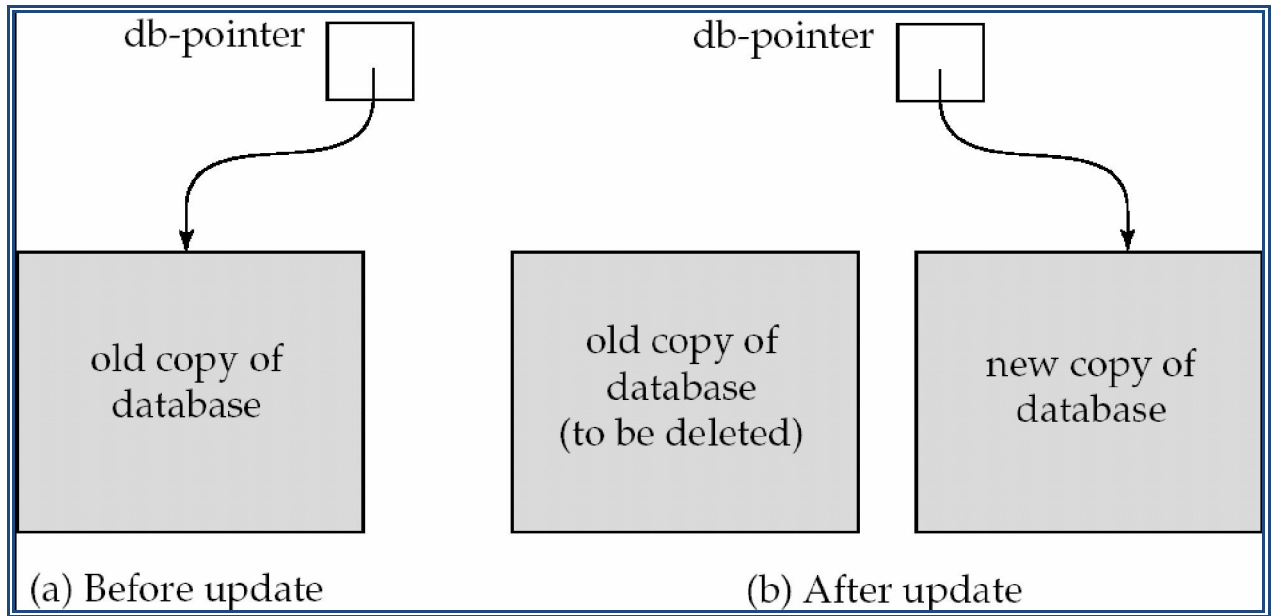 db-pointer
old copy of
database
(a) Before update
db-pointer
old copy of
database
(to be deleted)
new copy of
database
(b) After update